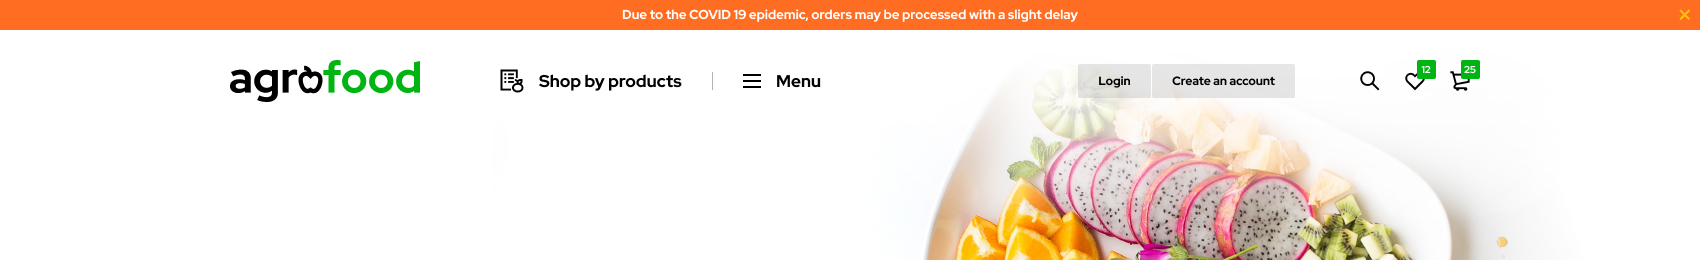 Due to the COVID 19 epidemic, orders may be processed with a slight delay
agrofood
Shop by products
Menu
Login
Create an account
12
25